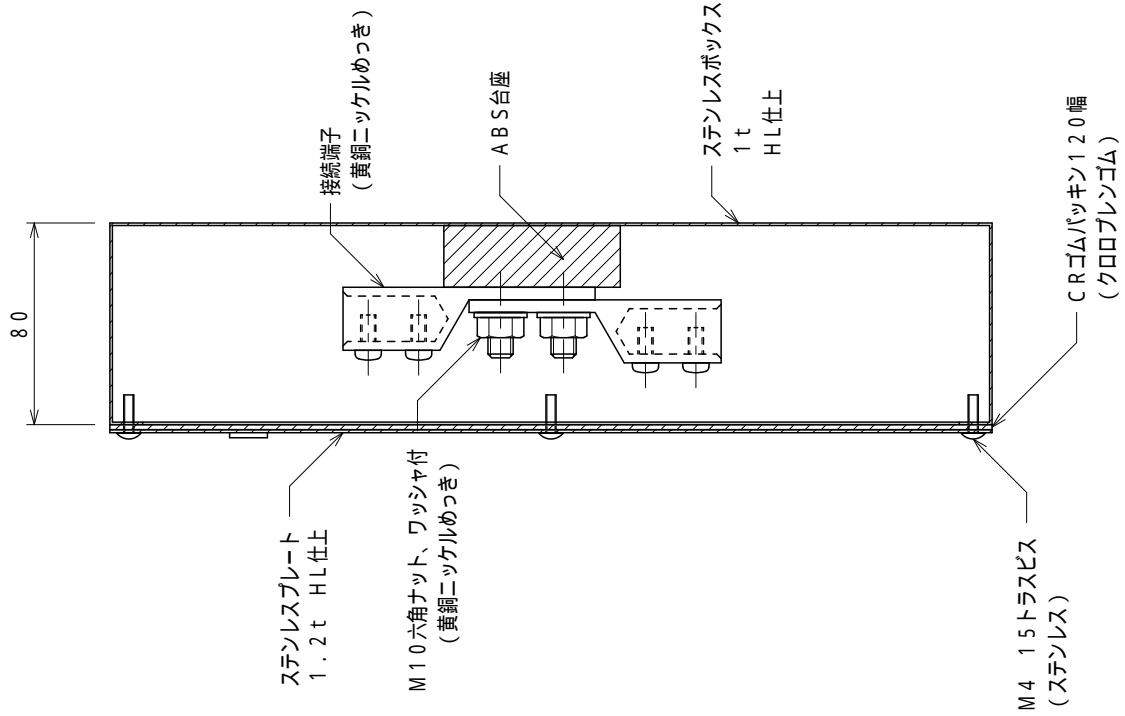 80
接続端子
(黄銅ニッケルめっき)
ABS台座
ステンレスボックス
1t
HL仕上
CRゴムパッキン120幅
(クロロプレンゴム)
ステンレスプレート
1.2t HL仕上
M10六角ナット、ワッシャ付
(黄銅ニッケルめっき)
M4 15トラスビス
(ステンレス)